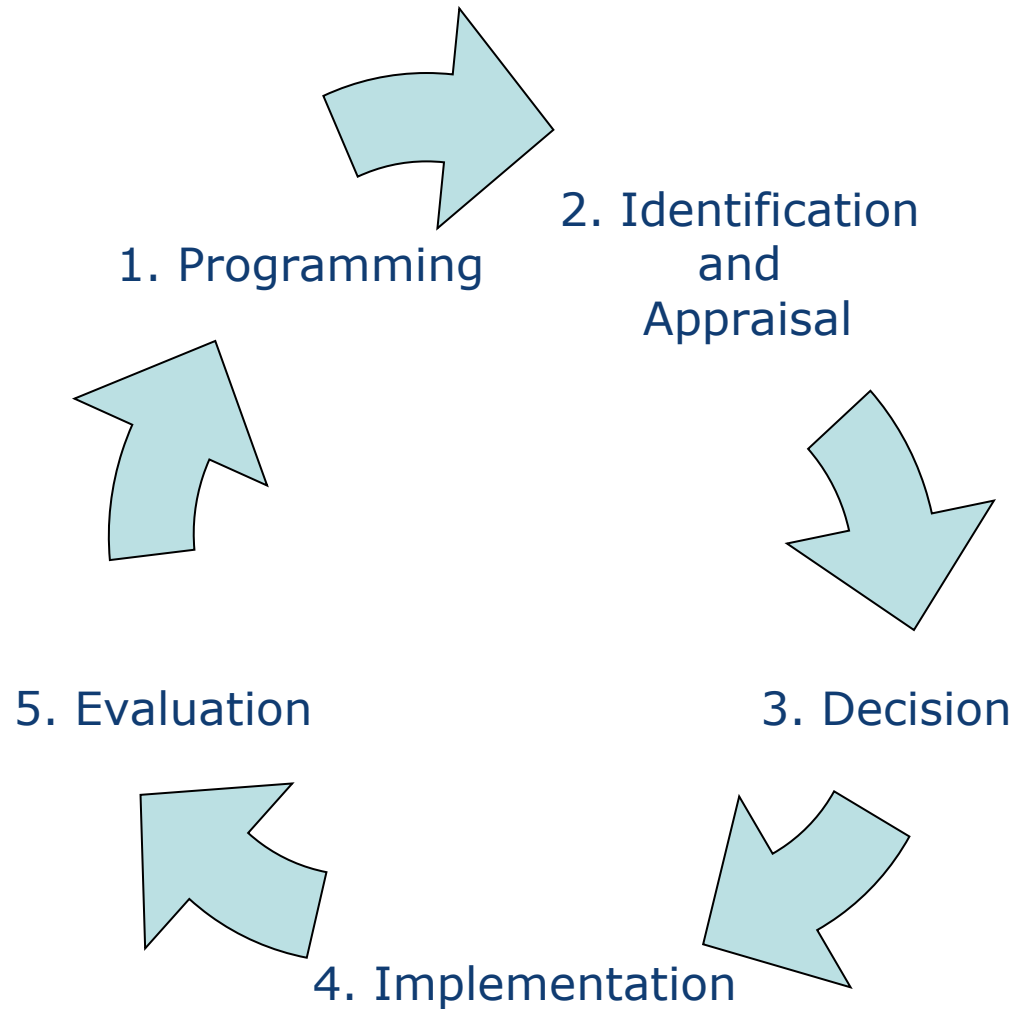 1. Programming
2. Identification
and
Appraisal
3. Decision
4. Implementation
5. Evaluation